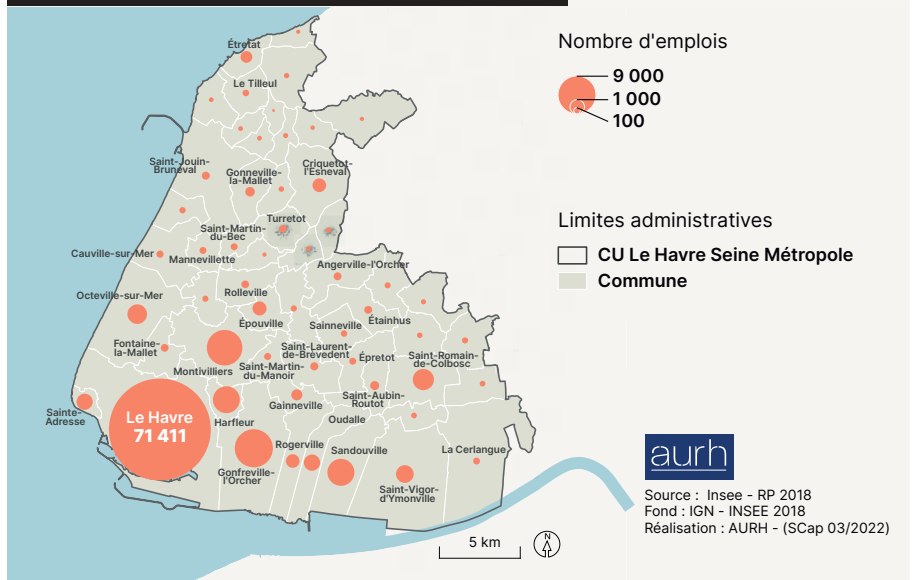 Étretat
Le Tilleul
Saint-Jouin-
Bruneval
Gonneville-
la-Mallet
Criquetot-
l'Esneval
Turretot
Saint-Martin-
du-Bec
Cauville-sur-Mer
Mannevillette
Angerville-l'Orcher
Octeville-sur-Mer
Rolleville
Épouville
Sainneville
Étainhus
Fontaine-
la-Mallet
Montivilliers
Saint-Laurent-
de-Brèvedent
Épretot
Saint-Romain-
de-Colbosc
Saint-Martin-
du-Manoir
Saint-Aubin-
Routot
Gainneville
Sainte-
Adresse
Le Havre
71 411
Harfleur
Oudalle
Rogerville
Sandouville
La Cerlangue
Gonfreville-
l'Orcher
Saint-Vigor-
d'Ymonville
5 km
N
Nombre d'emplois
9 000
1 000
100
Limites administratives
CU Le Havre Seine Métropole
Commune
aurh
Source : Insee - RP 2018
Fond : IGN - INSEE 2018
Réalisation : AURH - (SCap 03/2022)